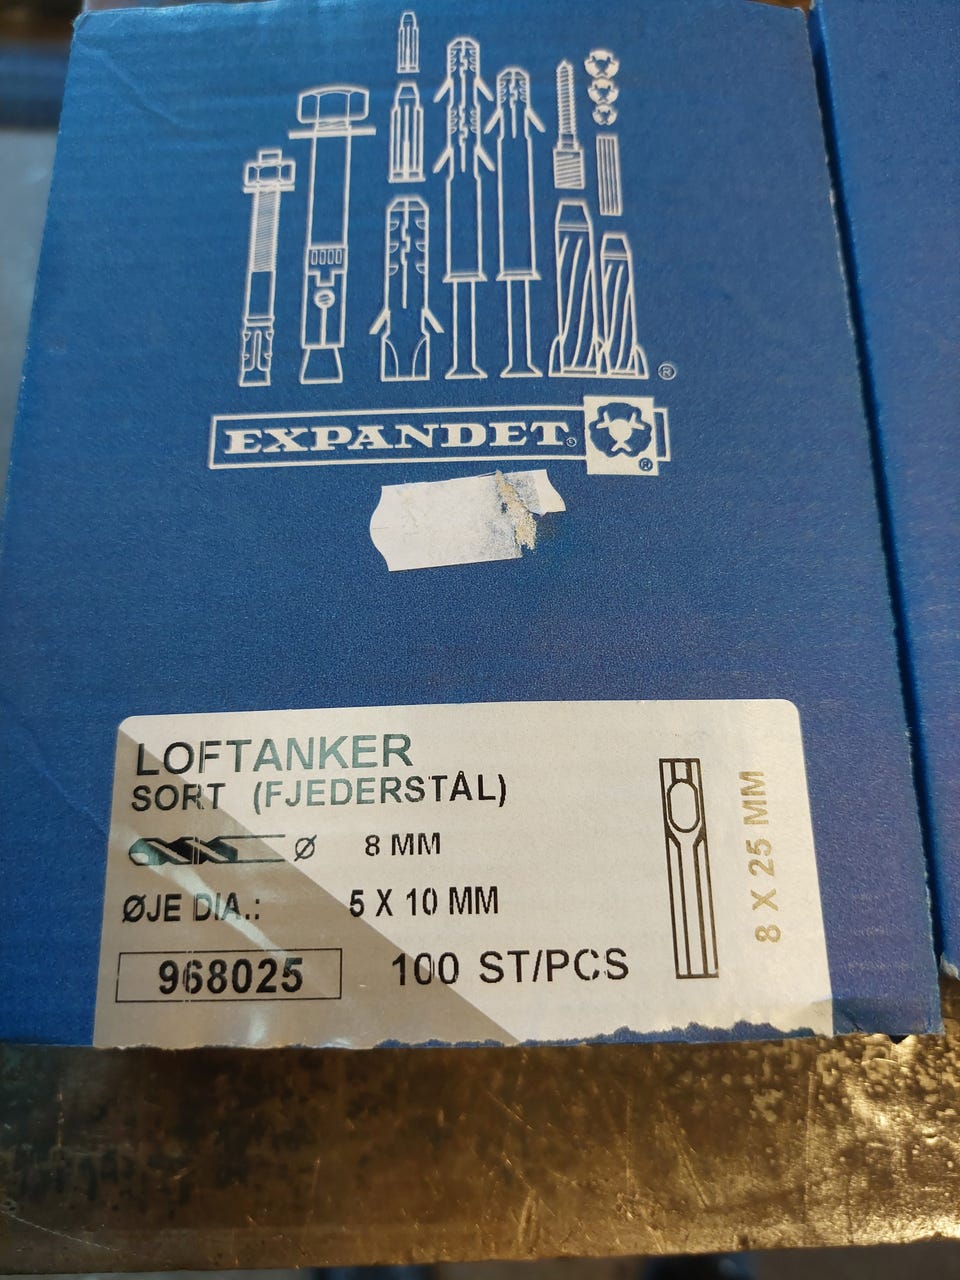 ®
EXPANDET®
®
LOFTANKER
SORT (FJEDERSTÅL)
Ø 8 MM
ØJE DIA.: 5 X 10 MM
968025 100 ST/PCS
8 X 25 MM